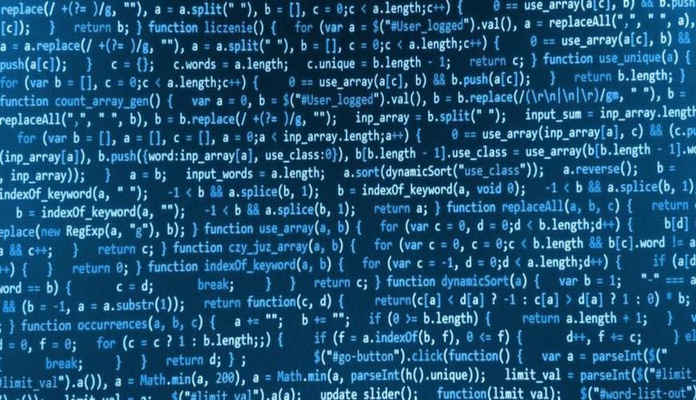 replace(/ +(?= )/g, ""), a = a.split(" "), b = [], c = 0;c < a.length;c++) {    0 == use_array(a[c], b) && b.push
(a[c]);    }    return b; } function liczenie() {    for (var a = $("#User_logged").val(), a = replaceAll(",", " ", a),
a = a.replace(/ +(?= )/g, ""), a = a.split(" "), b = [], c = 0;c < a.length;c++) {    0 == use_array(a[c], b) &&
push(a[c]);    }    c = {};    c.words = a.length;    c.unique = b.length - 1;    return c; } function use_unique(a) {
for (var b = [], c = 0;c < a.length;c++) {    0 == use_array(a[c], b) && b.push(a[c]);    }    return b.length; }
function count_array_gen() {    var a = 0, b = $("#User_logged").val(), b = b.replace(/(\r\n|\n|\r)/gm, " "), b =
replaceAll(",", " ", b), b = b.replace(/ +(?= )/g, "");    inp_array = b.split(" ");    input_sum = inp_array.length
for (var b = [], a = [], c = [], a = 0;a < inp_array.length;a++) {    0 == use_array(inp_array[a], c) && (c.p
(inp_array[a]), b.push({word:inp_array[a], use_class:0}), b[b.length - 1].use_class = use_array(b[b.length - 1].w
, inp_array));    }    a = b;    input_words = a.length;    a.sort(dynamicSort("use_class"));    a.reverse();    b =
indexOf_keyword(a, " ");    -1 < b && a.splice(b, 1);    b = indexOf_keyword(a, void 0);    -1 < b && a.splice(b, 1);
b = indexOf_keyword(a, "");    -1 < b && a.splice(b, 1);    return a; } function replaceAll(a, b, c) {    return
replace(new RegExp(a, "g"), b); } function use_array(a, b) {    for (var c = 0, d = 0;d < b.length;d++) {    b[d]
a && c++;    }    return c; } function czy_juz_array(a, b) {    for (var c = 0, c = 0;c < b.length && b[c].word !=
++) {    }    return 0; } function indexOf_keyword(a, b) {    for (var c = -1, d = 0;d < a.length;d++) {    if (a[d
word == b) {    c = d;    break;    }    }    return c; } function dynamicSort(a) {    var b = 1;    "-" ===
&& (b = -1, a = a.substr(1));    return function(c, d) {    return(c[a] < d[a] ? -1 : c[a] > d[a] ? 1 : 0) * b;
; } function occurrences(a, b, c) {    a += "";    b += "";    if (0 >= b.length) {    return a.length + 1;    }
d = 0, f = 0;    for (c = c ? 1 : b.length;;) {    if (f = a.indexOf(b, f), 0 <= f) {    d++, f += c;    } el
{    break;    }    }    return d; } ;    $("#go-button").click(function() {    var a = parseInt($("
#limit_val").a()), a = Math.min(a, 200), a = Math.min(a, parseInt(h().unique));    limit_val = parseInt($("
#limit_val").a();    $("#limit_val").a(a);    update_slider();    function(limit_val);    $("#word-list-out")